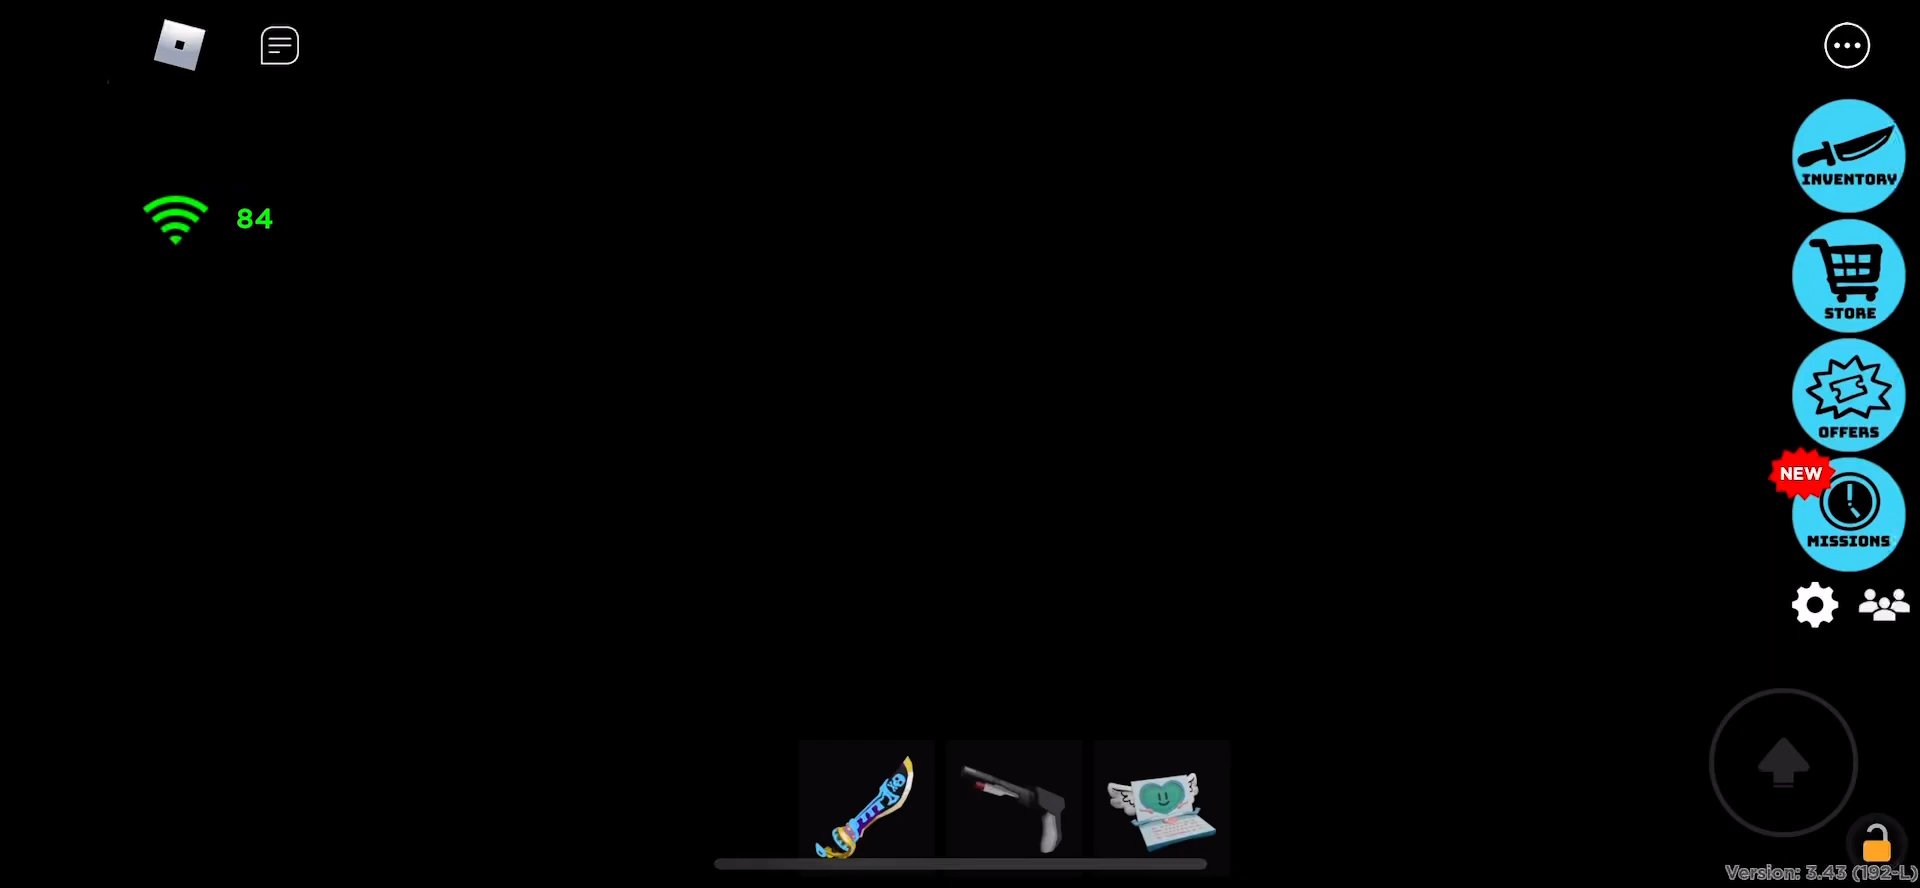 84
INVENTORY
STORE
OFFERS
NEW
MISSIONS
Version: 3.43 (192-L)